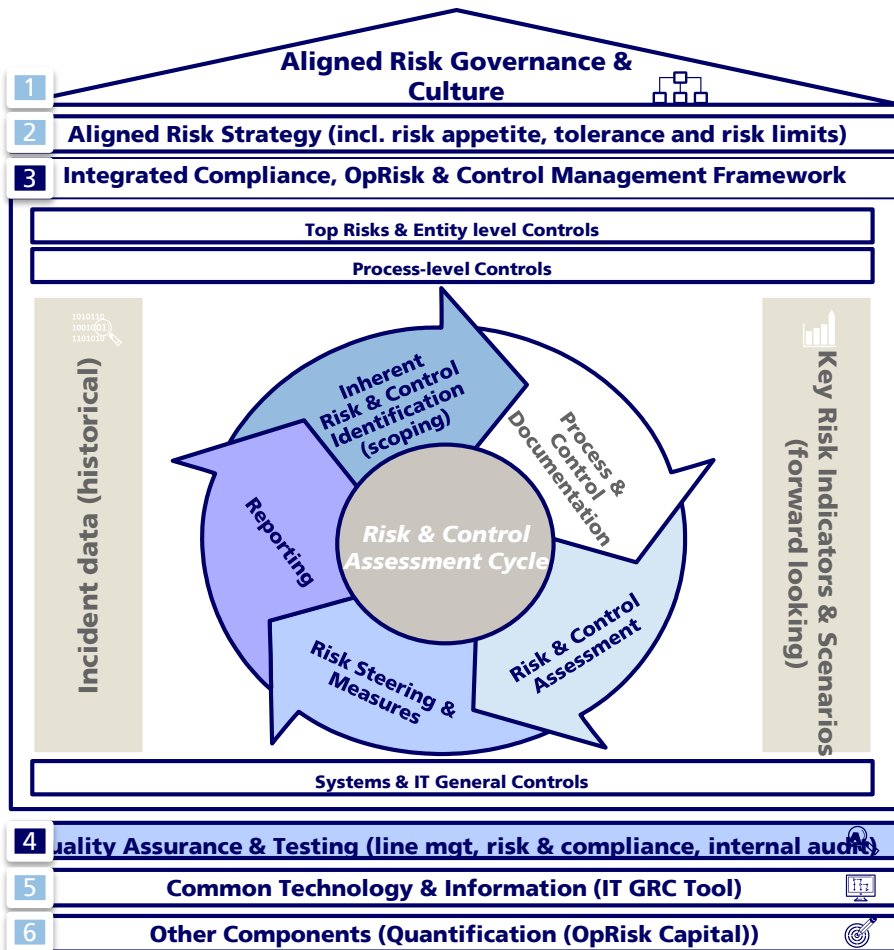 Aligned Risk Governance &
Culture
1
2
Aligned Risk Strategy (incl. risk appetite, tolerance and risk limits)
3
Integrated Compliance, OpRisk & Control Management Framework
Top Risks & Entity level Controls
Process-level Controls
1010110
1001001
1101010
Incident data (historical)
Inherent
Risk & Control
Identification
(scoping)
Process &
Control
Documentation
Risk & Control
Assessment
Risk Steering &
Measures
Reporting
Risk & Control
Assessment Cycle
Key Risk Indicators & Scenarios
(forward looking)
Systems & IT General Controls
4
uality Assurance & Testing (line mgt, risk & compliance, internal audit)
5
Common Technology & Information (IT GRC Tool)
6
Other Components (Quantification (OpRisk Capital))